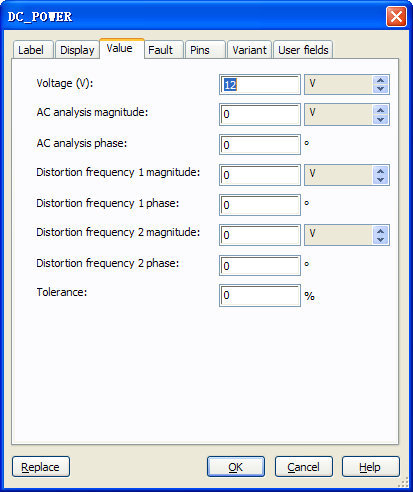 DC_POWER
Label Display Value Fault Pins Variant User fields
Voltage (V): 12 V
AC analysis magnitude: 0 V
AC analysis phase: 0 °
Distortion frequency 1 magnitude: 0 V
Distortion frequency 1 phase: 0 °
Distortion frequency 2 magnitude: 0 V
Distortion frequency 2 phase: 0 °
Tolerance: 0 %
Replace OK Cancel Help